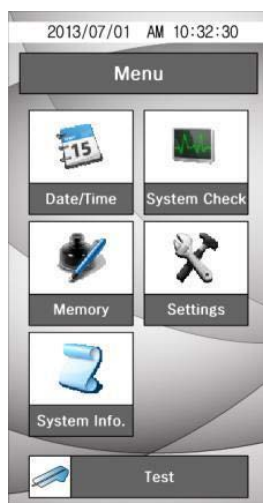 2013/07/01 AM 10:32:30
Menu
15
Date/Time
System Check
Memory
Settings
System Info.
Test